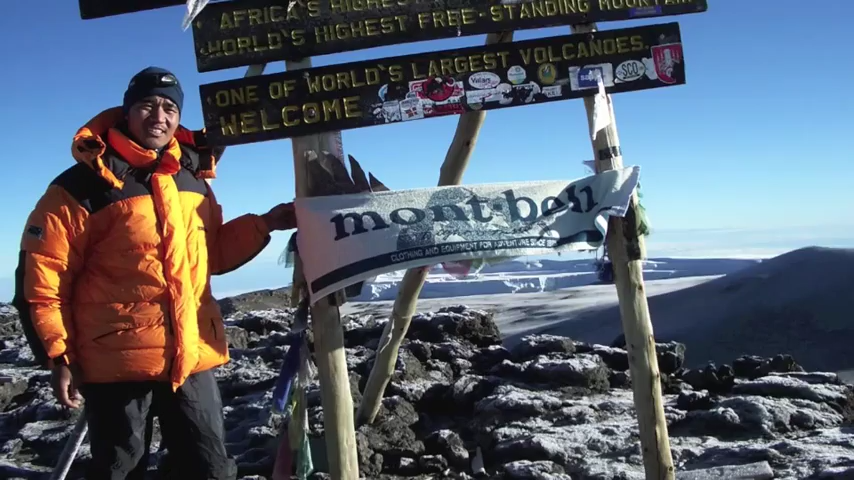 AFRICA'S HIGHEST
WORLD'S HIGHEST FREE-STANDING MOUNTAIN
ONE OF WORLD'S LARGEST VOLCANOES.
WELCOME
SCO
mont·bell
CLOTHING AND EQUIPMENT FOR ADVENTURE SINCE